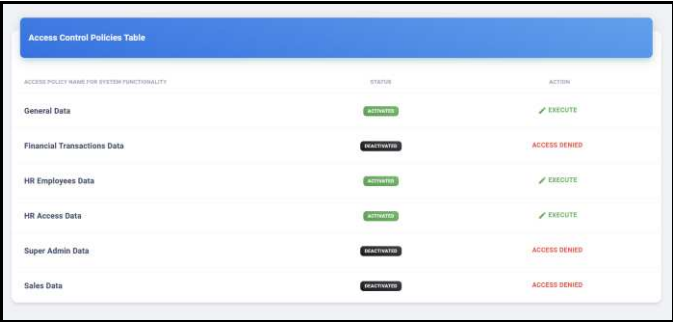 Access Control Policies Table
ACCESS POLICY NAME FOR SYSTEM FUNCTIONALITY STATUS ACTION
General Data ACTIVATED EXECUTE
Financial Transactions Data DEACTIVATED ACCESS DENIED
HR Employees Data ACTIVATED EXECUTE
HR Access Data ACTIVATED EXECUTE
Super Admin Data DEACTIVATED ACCESS DENIED
Sales Data DEACTIVATED ACCESS DENIED